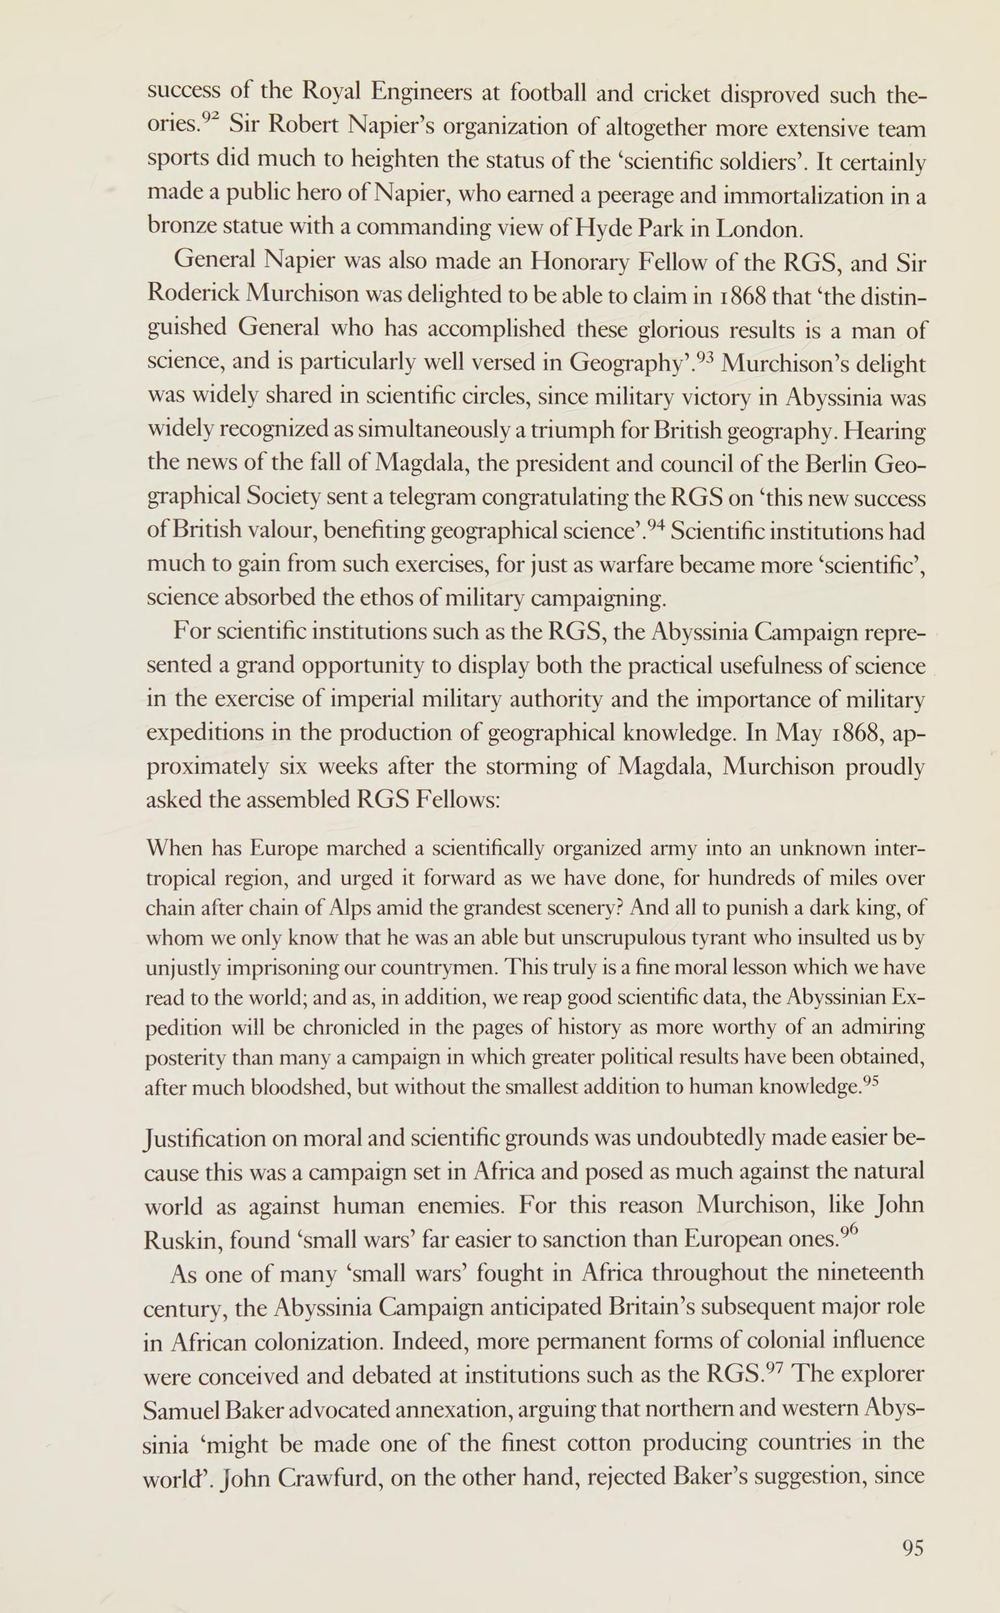 success of the Royal Engineers at football and cricket disproved such the-
ories.⁹² Sir Robert Napier's organization of altogether more extensive team
sports did much to heighten the status of the ‘scientific soldiers’. It certainly
made a public hero of Napier, who earned a peerage and immortalization in a
bronze statue with a commanding view of Hyde Park in London.
General Napier was also made an Honorary Fellow of the RGS, and Sir
Roderick Murchison was delighted to be able to claim in 1868 that ‘the distin-
guished General who has accomplished these glorious results is a man of
science, and is particularly well versed in Geography’.⁹³ Murchison’s delight
was widely shared in scientific circles, since military victory in Abyssinia was
widely recognized as simultaneously a triumph for British geography. Hearing
the news of the fall of Magdala, the president and council of the Berlin Geo-
graphical Society sent a telegram congratulating the RGS on ‘this new success
of British valour, benefiting geographical science’.⁹⁴ Scientific institutions had
much to gain from such exercises, for just as warfare became more ‘scientific’,
science absorbed the ethos of military campaigning.
For scientific institutions such as the RGS, the Abyssinia Campaign repre-
sented a grand opportunity to display both the practical usefulness of science
in the exercise of imperial military authority and the importance of military
expeditions in the production of geographical knowledge. In May 1868, ap-
proximately six weeks after the storming of Magdala, Murchison proudly
asked the assembled RGS Fellows:
When has Europe marched a scientifically organized army into an unknown inter-
tropical region, and urged it forward as we have done, for hundreds of miles over
chain after chain of Alps amid the grandest scenery? And all to punish a dark king, of
whom we only know that he was an able but unscrupulous tyrant who insulted us by
unjustly imprisoning our countrymen. This truly is a fine moral lesson which we have
read to the world; and as, in addition, we reap good scientific data, the Abyssinian Ex-
pedition will be chronicled in the pages of history as more worthy of an admiring
posterity than many a campaign in which greater political results have been obtained,
after much bloodshed, but without the smallest addition to human knowledge.⁹⁵
Justification on moral and scientific grounds was undoubtedly made easier be-
cause this was a campaign set in Africa and posed as much against the natural
world as against human enemies. For this reason Murchison, like John
Ruskin, found ‘small wars’ far easier to sanction than European ones.⁹⁶
As one of many ‘small wars’ fought in Africa throughout the nineteenth
century, the Abyssinia Campaign anticipated Britain’s subsequent major role
in African colonization. Indeed, more permanent forms of colonial influence
were conceived and debated at institutions such as the RGS.⁹⁷ The explorer
Samuel Baker advocated annexation, arguing that northern and western Abys-
sinia ‘might be made one of the finest cotton producing countries in the
world’. John Crawfurd, on the other hand, rejected Baker’s suggestion, since
95